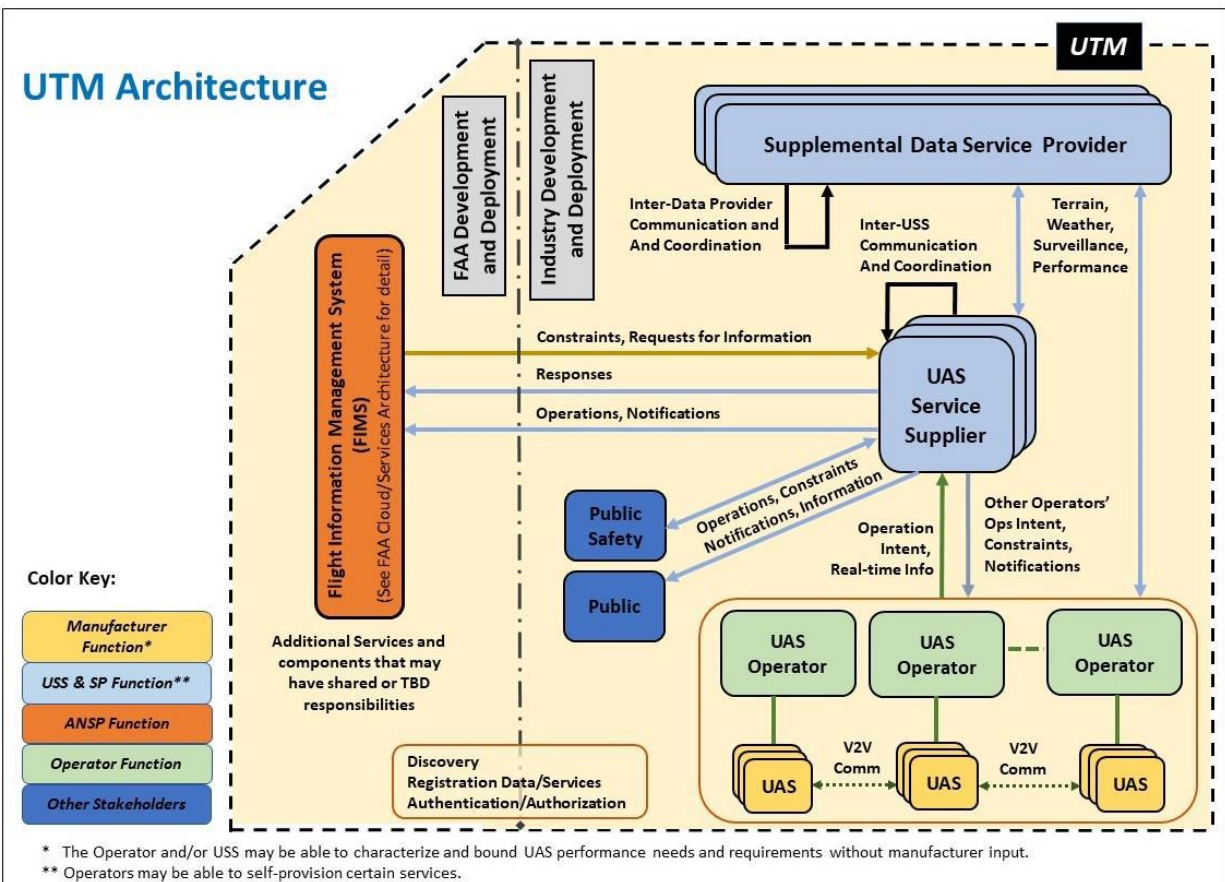 UTM
UTM Architecture
FAA Development
and Deployment
Industry Development
and Deployment
Supplemental Data Service Provider
Inter-Data Provider
Communication and
And Coordination
Inter-USS
Communication
And Coordination
Terrain,
Weather,
Surveillance,
Performance
Flight Information Management System
(FIMS)
(See FAA Cloud/Services Architecture for detail)
Constraints, Requests for Information
Responses
Operations, Notifications
UAS
Service
Supplier
Operations, Constraints
Notifications, Information
Public
Safety
Public
Operation
Intent,
Real-time Info
Other Operators'
Ops Intent,
Constraints,
Notifications
Color Key:
Manufacturer
Function*
USS & SP Function**
ANSP Function
Operator Function
Other Stakeholders
Additional Services and
components that may
have shared or TBD
responsibilities
Discovery
Registration Data/Services
Authentication/Authorization
UAS
Operator
UAS
Operator
UAS
Operator
V2V
Comm
V2V
Comm
UAS
UAS
UAS
* The Operator and/or USS may be able to characterize and bound UAS performance needs and requirements without manufacturer input.
** Operators may be able to self-provision certain services.